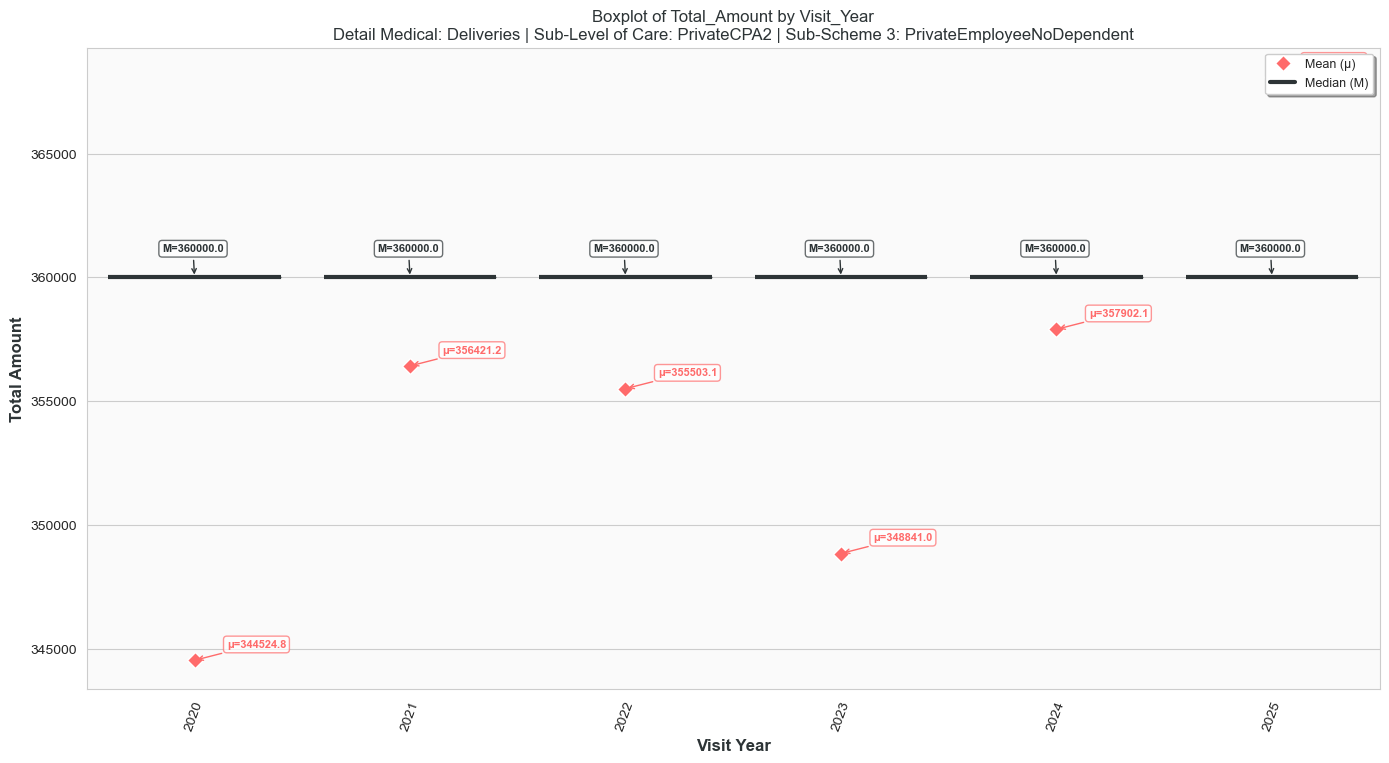 Boxplot of Total_Amount by Visit_Year
Detail Medical: Deliveries | Sub-Level of Care: PrivateCPA2 | Sub-Scheme 3: PrivateEmployeeNoDependent
Mean (μ)
Median (M)
365000
360000
355000
350000
345000
Total Amount
M=360000.0
M=360000.0
M=360000.0
M=360000.0
M=360000.0
M=360000.0
μ=357902.1
μ=356421.2
μ=355503.1
μ=348841.0
μ=344524.8
2020
2021
2022
2023
2024
2025
Visit Year